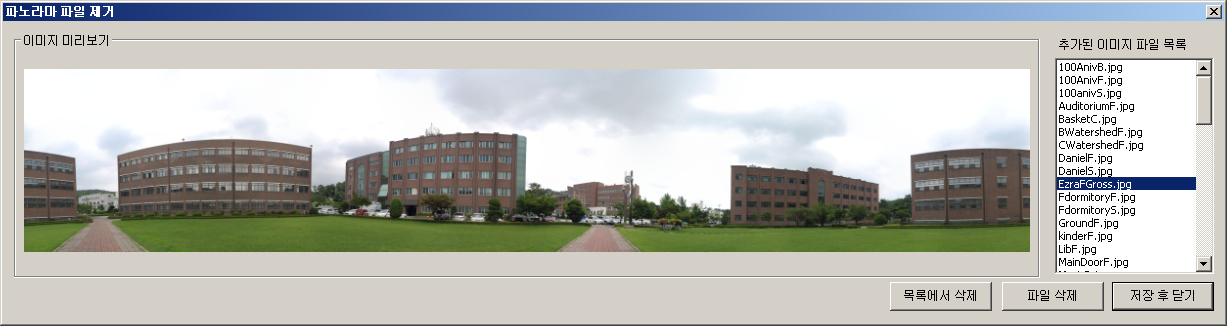 파노라마 파일 제거
이미지 미리보기
추가된 이미지 파일 목록
100AnivB.jpg
100AnivF.jpg
100anivS.jpg
AuditoriumF.jpg
BasketC.jpg
BWatershedF.jpg
CWatershedF.jpg
DanielF.jpg
DanielS.jpg
EzraFGross.jpg
FdormitoryF.jpg
FdormitoryS.jpg
GroundF.jpg
kinderF.jpg
LibF.jpg
MainDoorF.jpg
목록에서 삭제
파일 삭제
저장 후 닫기